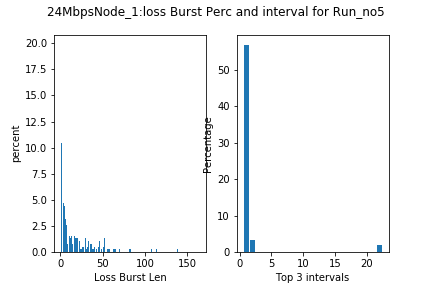 24MbpsNode_1:loss Burst Perc and interval for Run_no5
20.0
17.5
15.0
12.5
10.0
7.5
5.0
2.5
0.0
percent
0 50 100 150
Loss Burst Len
50
40
30
20
10
0
Percentage
0 5 10 15 20
Top 3 intervals